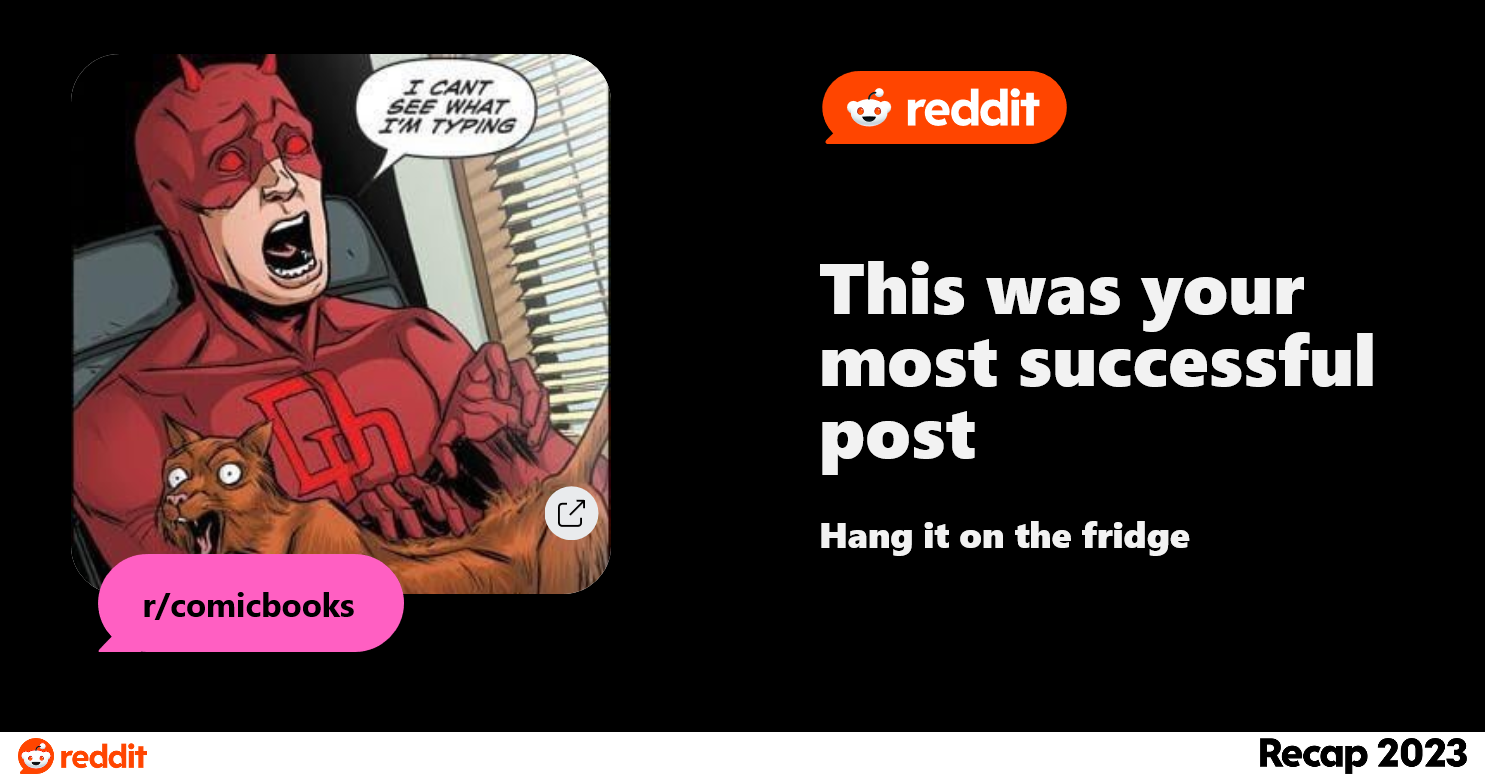 I CANT
SEE WHAT
I'M TYPING
DD
r/comicbooks
reddit
This was your
most successful
post
Hang it on the fridge
reddit
Recap 2023